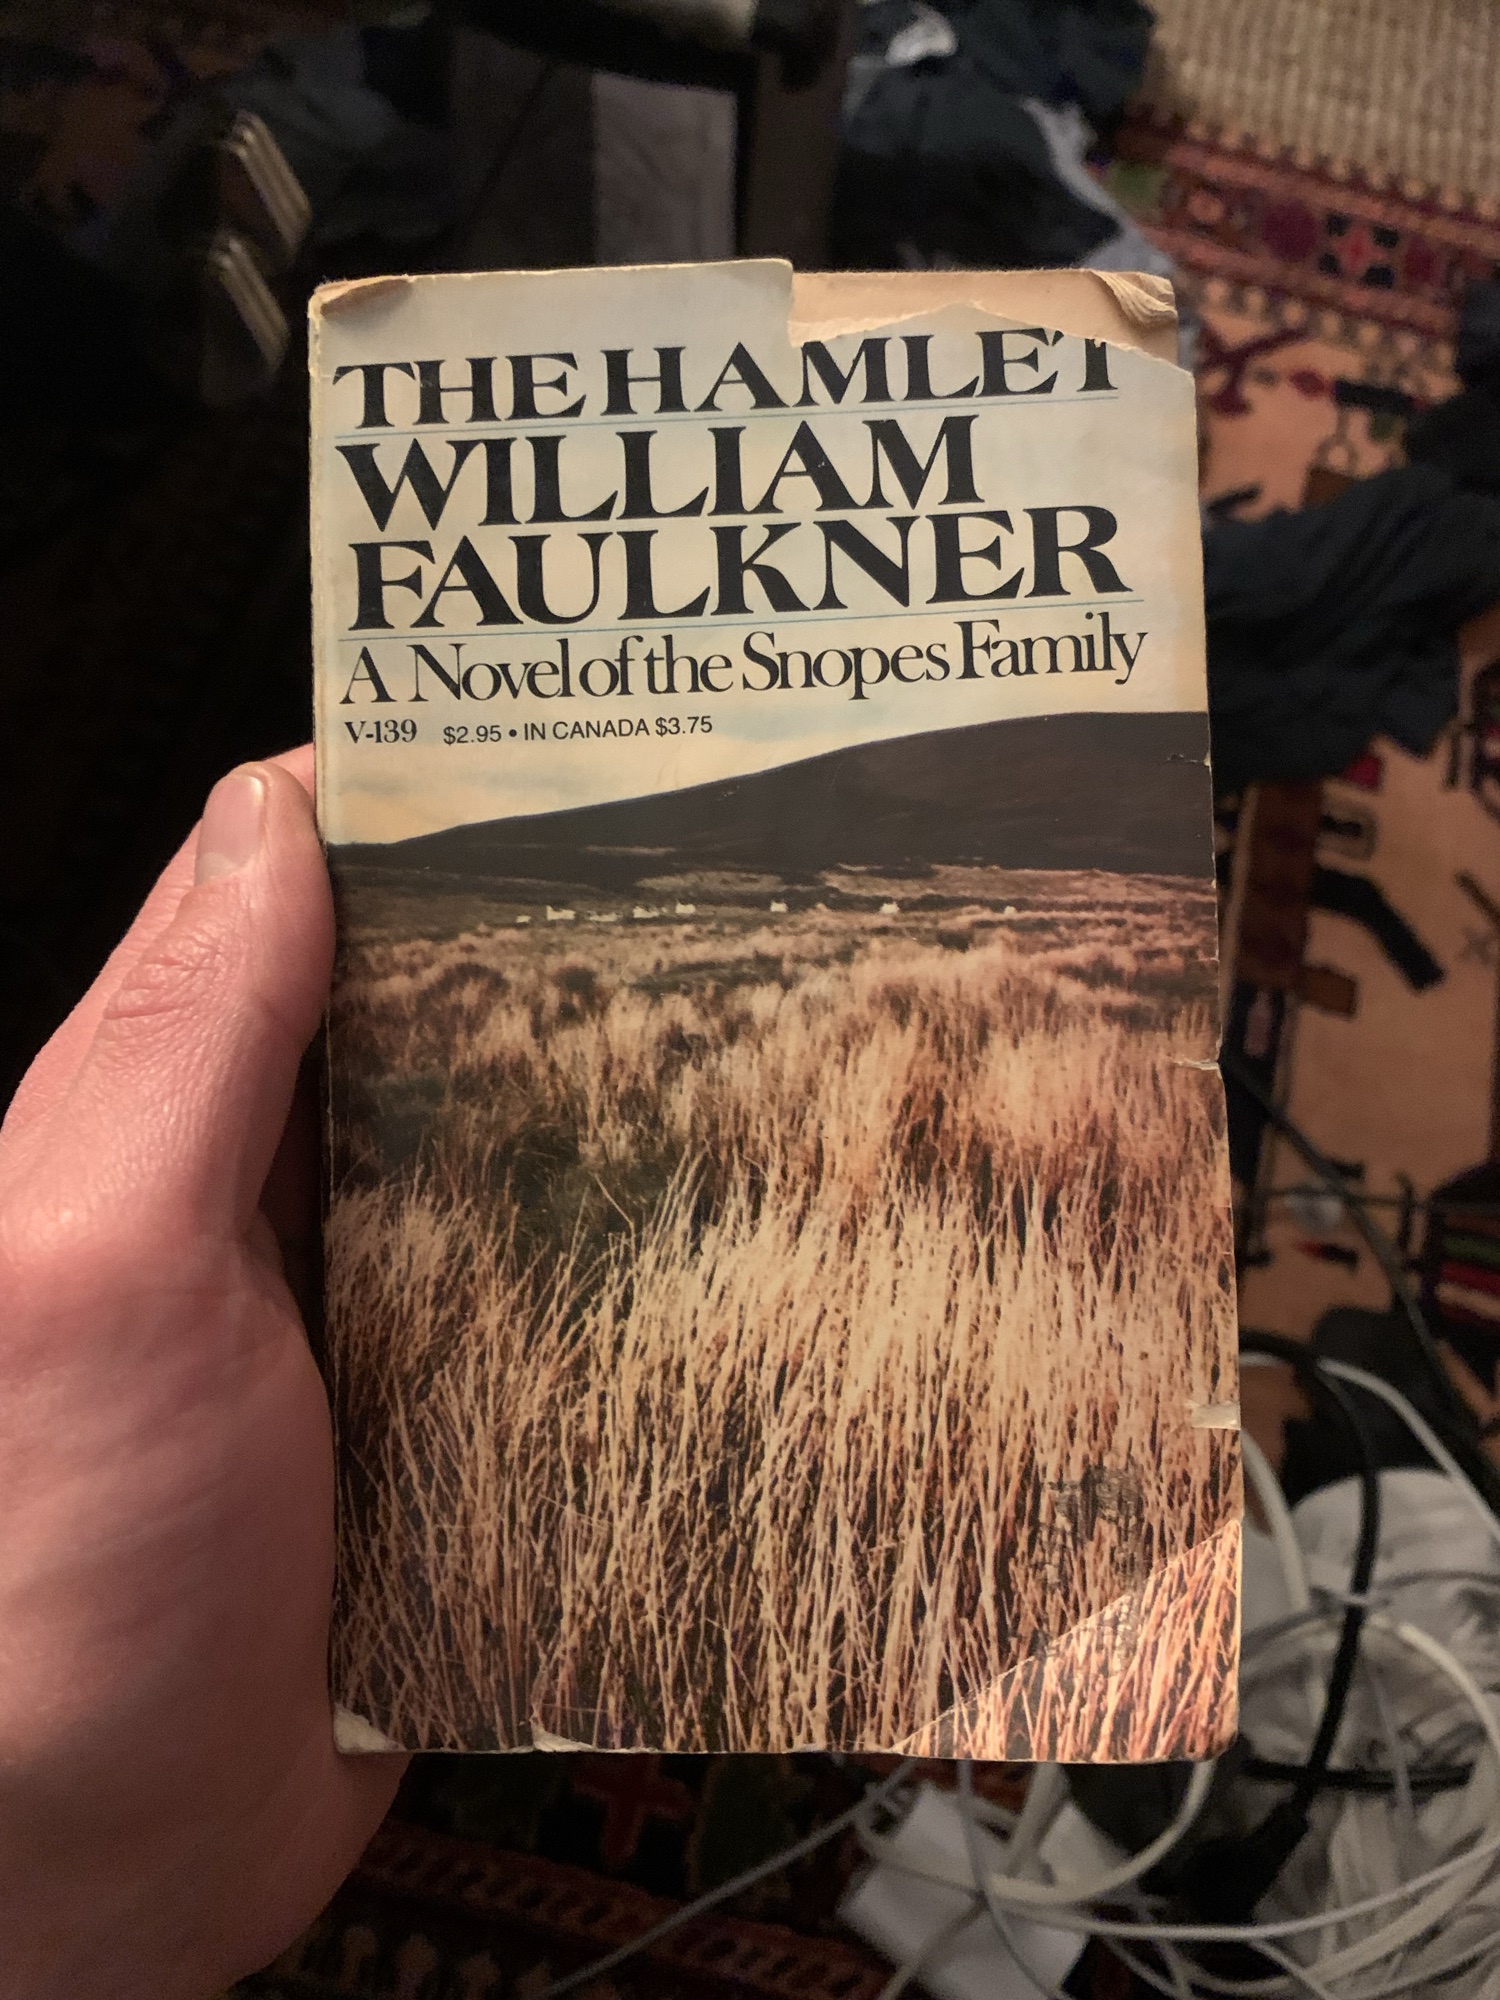 THE HAMLET
WILLIAM
FAULKNER
A Novel of the Snopes Family
V-139 $2.95 • IN CANADA $3.75